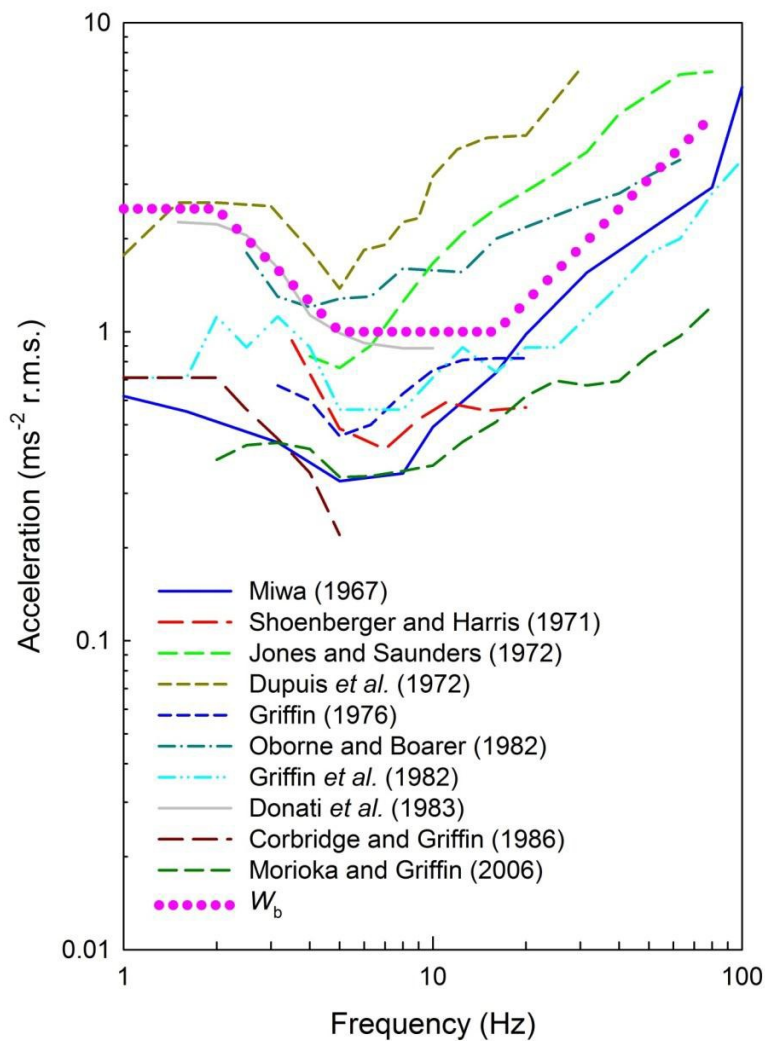 10
1
0.1
0.01
Acceleration (ms⁻² r.m.s.)
Miwa (1967)
Shoenberger and Harris (1971)
Jones and Saunders (1972)
Dupuis et al. (1972)
Griffin (1976)
Oborne and Boarer (1982)
Griffin et al. (1982)
Donati et al. (1983)
Corbridge and Griffin (1986)
Morioka and Griffin (2006)
W_b
1 10 100
Frequency (Hz)